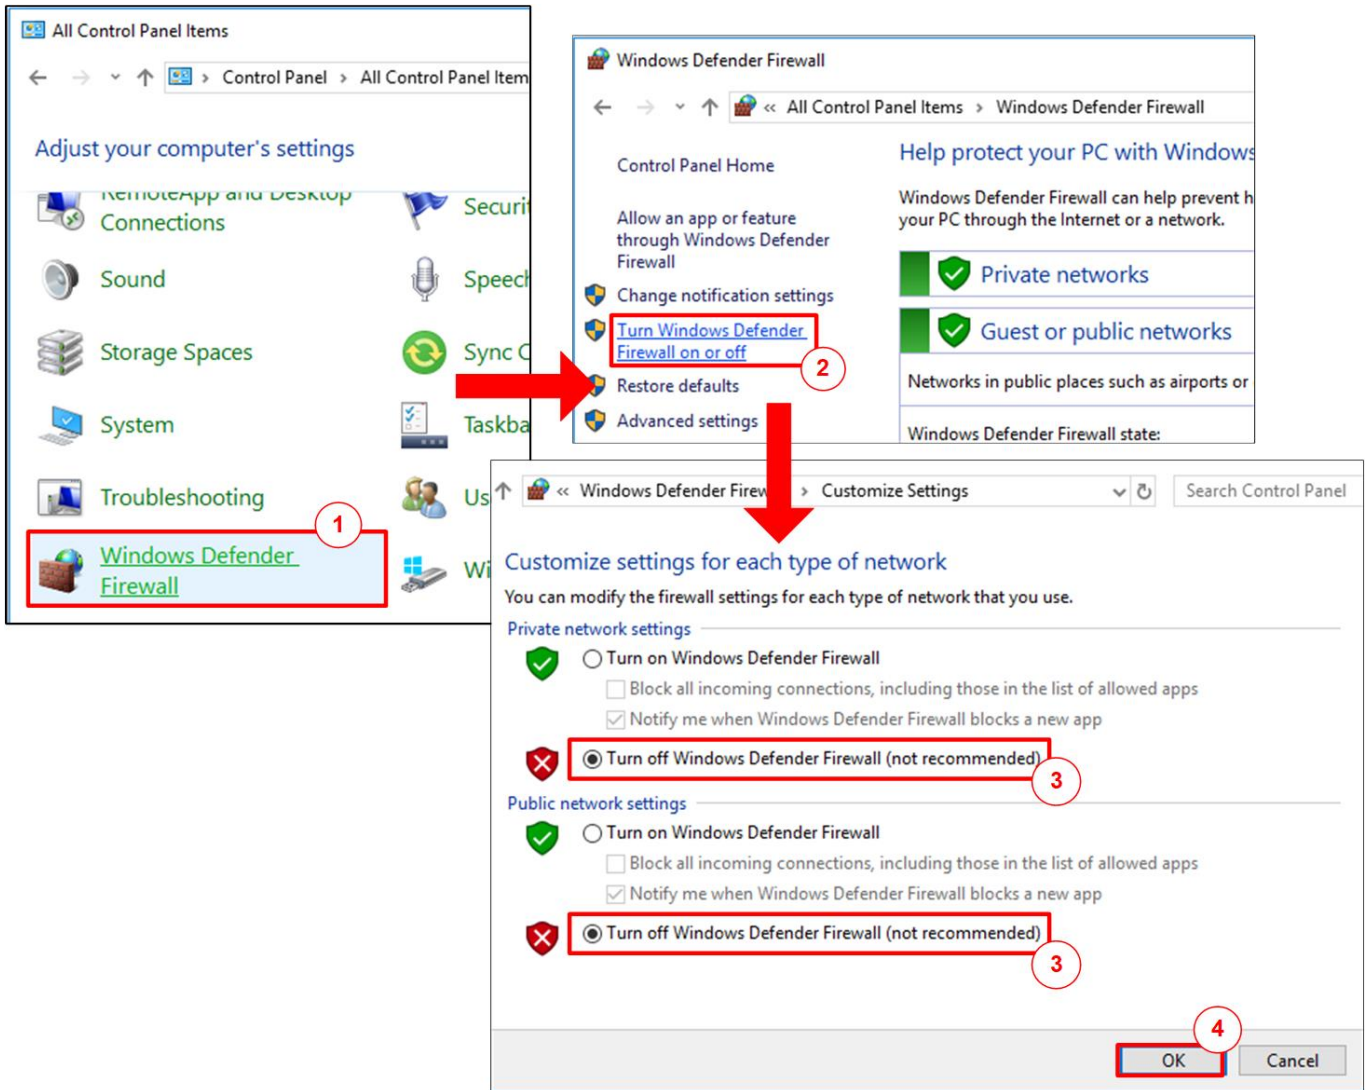 All Control Panel Items
Control Panel > All Control Panel Item
Adjust your computer's settings
RemoteApp and Desktop
Connections
Securit
Sound
Speech
Storage Spaces
Sync C
System
Taskba
Troubleshooting
Us
1
Windows Defender
Firewall
Wi
Windows Defender Firewall
« All Control Panel Items > Windows Defender Firewall
Control Panel Home
Allow an app or feature
through Windows Defender
Firewall
Change notification settings
Turn Windows Defender
Firewall on or off
2
Restore defaults
Advanced settings
Help protect your PC with Windows
Windows Defender Firewall can help prevent h
your PC through the Internet or a network.
Private networks
Guest or public networks
Networks in public places such as airports or
Windows Defender Firewall state:
« Windows Defender Firew > Customize Settings
Search Control Panel
Customize settings for each type of network
You can modify the firewall settings for each type of network that you use.
Private network settings
Turn on Windows Defender Firewall
Block all incoming connections, including those in the list of allowed apps
Notify me when Windows Defender Firewall blocks a new app
Turn off Windows Defender Firewall (not recommended)
3
Public network settings
Turn on Windows Defender Firewall
Block all incoming connections, including those in the list of allowed apps
Notify me when Windows Defender Firewall blocks a new app
Turn off Windows Defender Firewall (not recommended)
3
4
OK
Cancel